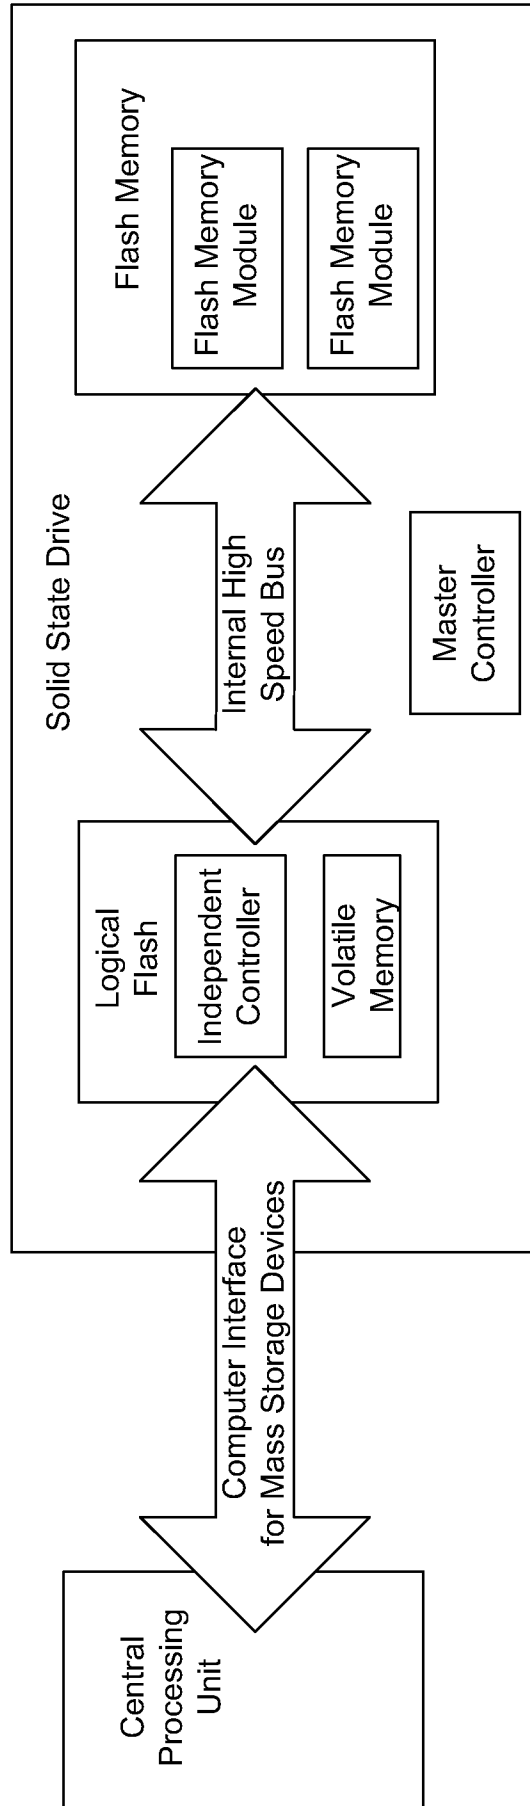 Central
Processing
Unit
Computer Interface
for Mass Storage Devices
Solid State Drive
Logical
Flash
Independent
Controller
Volatile
Memory
Internal High
Speed Bus
Master
Controller
Flash Memory
Flash Memory
Module
Flash Memory
Module